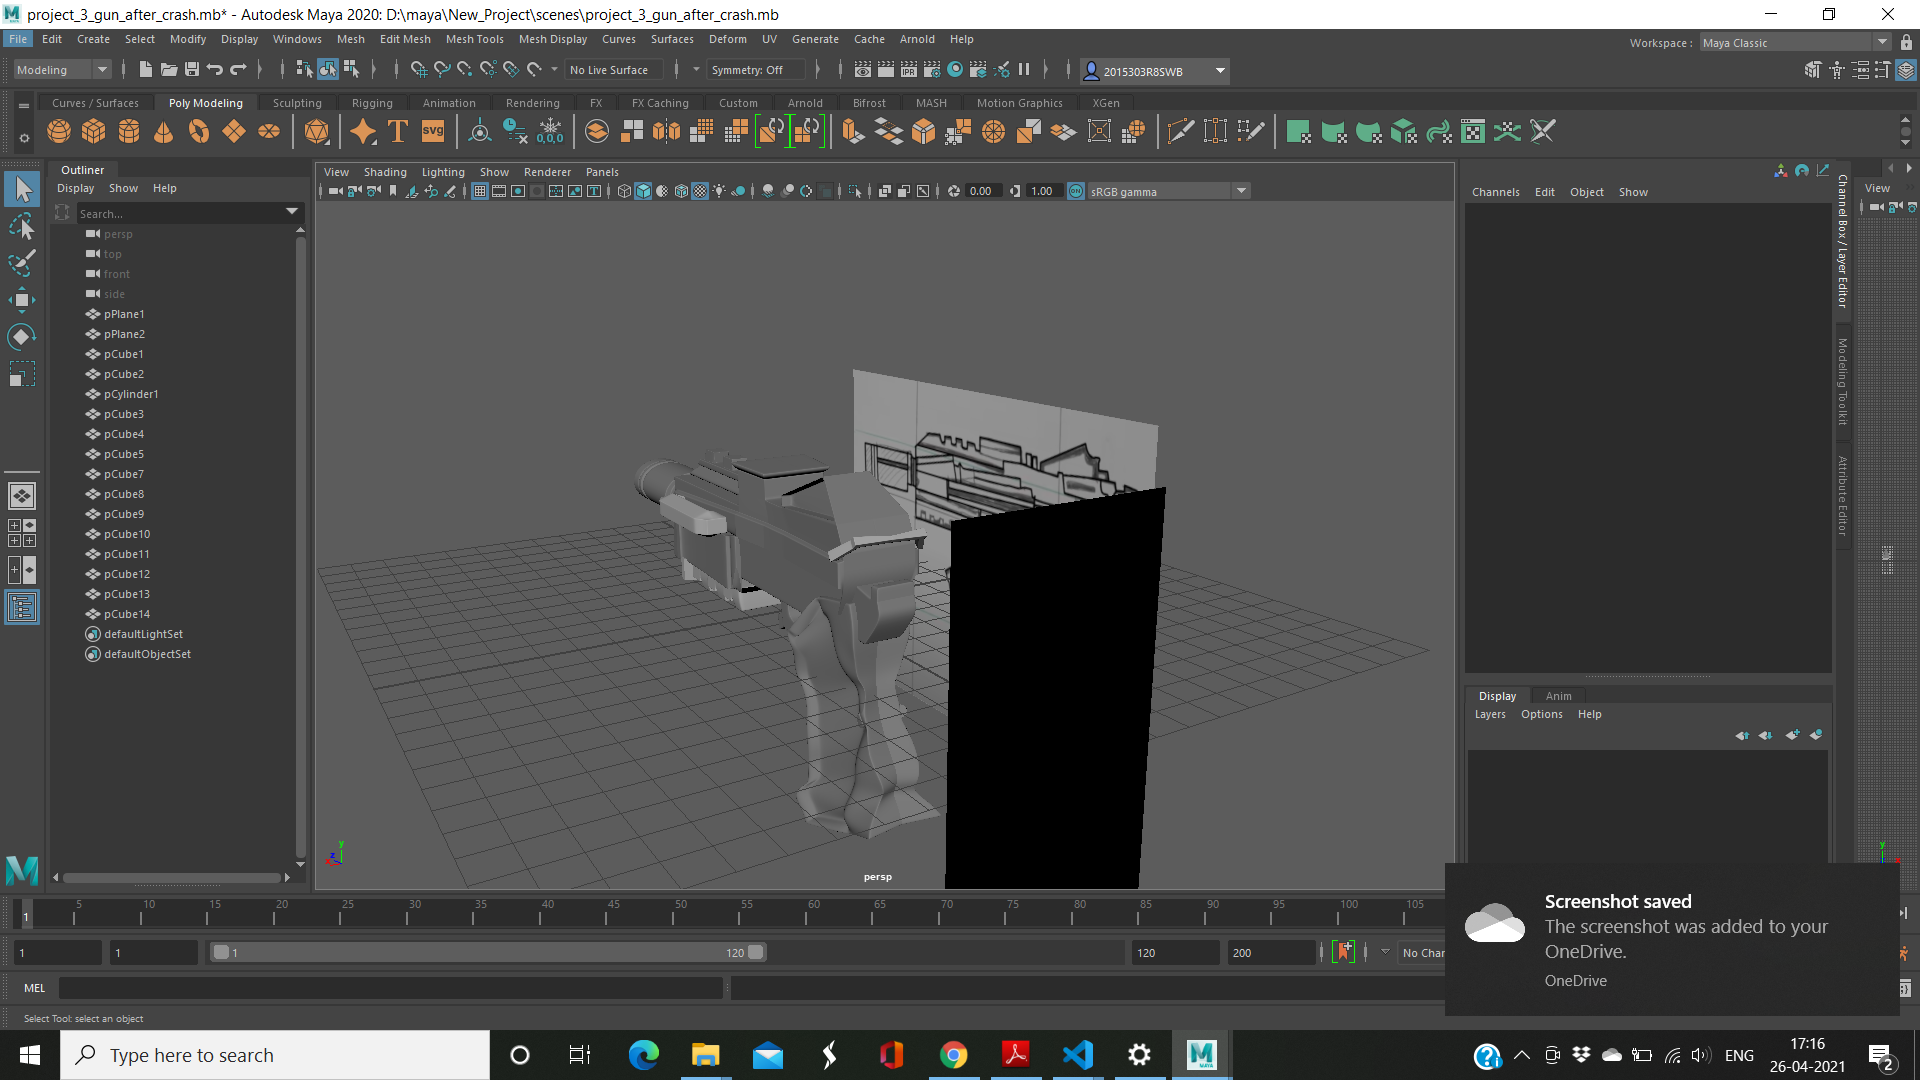 project_3_gun_after_crash.mb* - Autodesk Maya 2020: D:\maya\New_Project\scenes\project_3_gun_after_crash.mb
File Edit Create Select Modify Display Windows Mesh Edit Mesh Mesh Tools Mesh Display Curves Surfaces Deform UV Generate Cache Arnold Help
Workspace : Maya Classic
Modeling No Live Surface Symmetry: Off 2015303R8SWB
Curves / Surfaces Poly Modeling Sculpting Rigging Animation Rendering FX FX Caching Custom Arnold Bifrost MASH Motion Graphics XGen
T SVG 0,0,0
Outliner
Display Show Help
Search...
persp
top
front
side
pPlane1
pPlane2
pCube1
pCube2
pCylinder1
pCube3
pCube4
pCube5
pCube7
pCube8
pCube9
pCube10
pCube11
pCube12
pCube13
pCube14
defaultLightSet
defaultObjectSet
View Shading Lighting Show Renderer Panels
0.00 1.00 ON sRGB gamma
persp
y
z
Channels Edit Object Show
Channel Box / Layer Editor
Modeling Toolkit
Attribute Editor
View
Display Anim
Layers Options Help
y
1 5 10 15 20 25 30 35 40 45 50 55 60 65 70 75 80 85 90 95 100 105
1 1 1 120 120 200 No Char
MEL
Select Tool: select an object
Screenshot saved
The screenshot was added to your
OneDrive.
OneDrive
Type here to search
ENG
17:16
26-04-2021
2